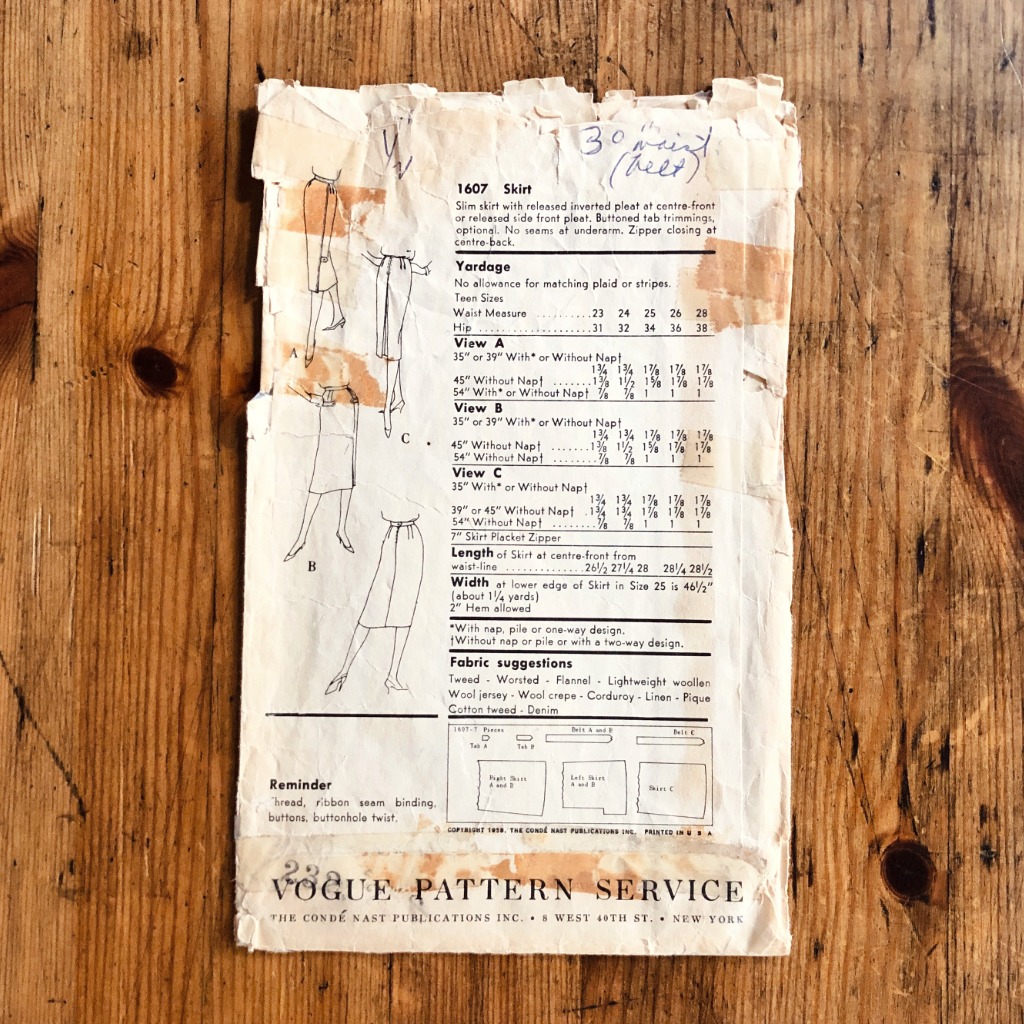 30" waist
(belt)
1607 Skirt
Slim skirt with released inverted pleat at centre-front
or released side front pleat. Buttoned tab trimmings,
optional. No seams at underarm. Zipper closing at
centre-back.
Yardage
No allowance for matching plaid or stripes.
Teen Sizes
Waist Measure ..........23 24 25 26 28
Hip ....................31 32 34 36 38
View A
35" or 39" With* or Without Nap†
1¾ 1¾ 1⅞ 1⅞ 1⅞
45" Without Nap† .......1⅜ 1½ 1⅝ 1⅞ 1⅞
54" With* or Without Nap† ⅞ ⅞ 1 1 1
View B
35" or 39" With* or Without Nap†
1¾ 1¾ 1⅞ 1⅞ 1⅞
45" Without Nap† .......1⅜ 1½ 1⅝ 1⅞ 1⅞
54" Without Nap† ........⅞ ⅞ 1 1 1
View C
35" With* or Without Nap†
1¾ 1¾ 1⅞ 1⅞ 1⅞
39" or 45" Without Nap† .1¾ 1¾ 1⅞ 1⅞ 1⅞
54" Without Nap† ........⅞ ⅞ 1 1 1
7" Skirt Placket Zipper
Length of Skirt at centre-front from
waist-line ..............26½ 27¼ 28 28¼ 28½
Width at lower edge of Skirt in Size 25 is 46½"
(about 1¼ yards)
2" Hem allowed
*With nap, pile or one-way design.
†Without nap or pile or with a two-way design.
Fabric suggestions
Tweed - Worsted - Flannel - Lightweight woollen
Wool jersey - Wool crepe - Corduroy - Linen - Pique
Cotton tweed - Denim
A
C
B
Reminder
Thread, ribbon seam binding,
buttons, buttonhole twist.
1607-7 Pieces
Tab A
Tab B
Belt A and B
Belt C
Right Skirt
A and B
Left Skirt
A and B
Skirt C
COPYRIGHT 1958, THE CONDÉ NAST PUBLICATIONS INC. PRINTED IN U S A
VOGUE PATTERN SERVICE
THE CONDÉ NAST PUBLICATIONS INC. • 8 WEST 40TH ST. • NEW YORK